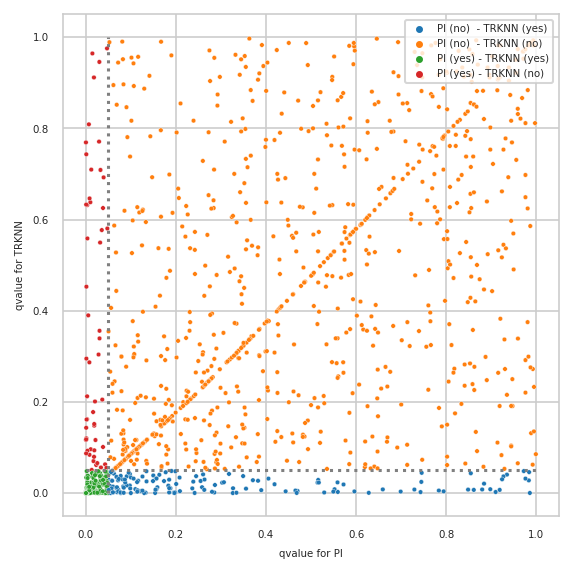 PI (no)  - TRKNN (yes)
PI (no)  - TRKNN (no)
PI (yes) - TRKNN (yes)
PI (yes) - TRKNN (no)
1.0
0.8
0.6
0.4
0.2
0.0
qvalue for TRKNN
0.0 0.2 0.4 0.6 0.8 1.0
qvalue for PI